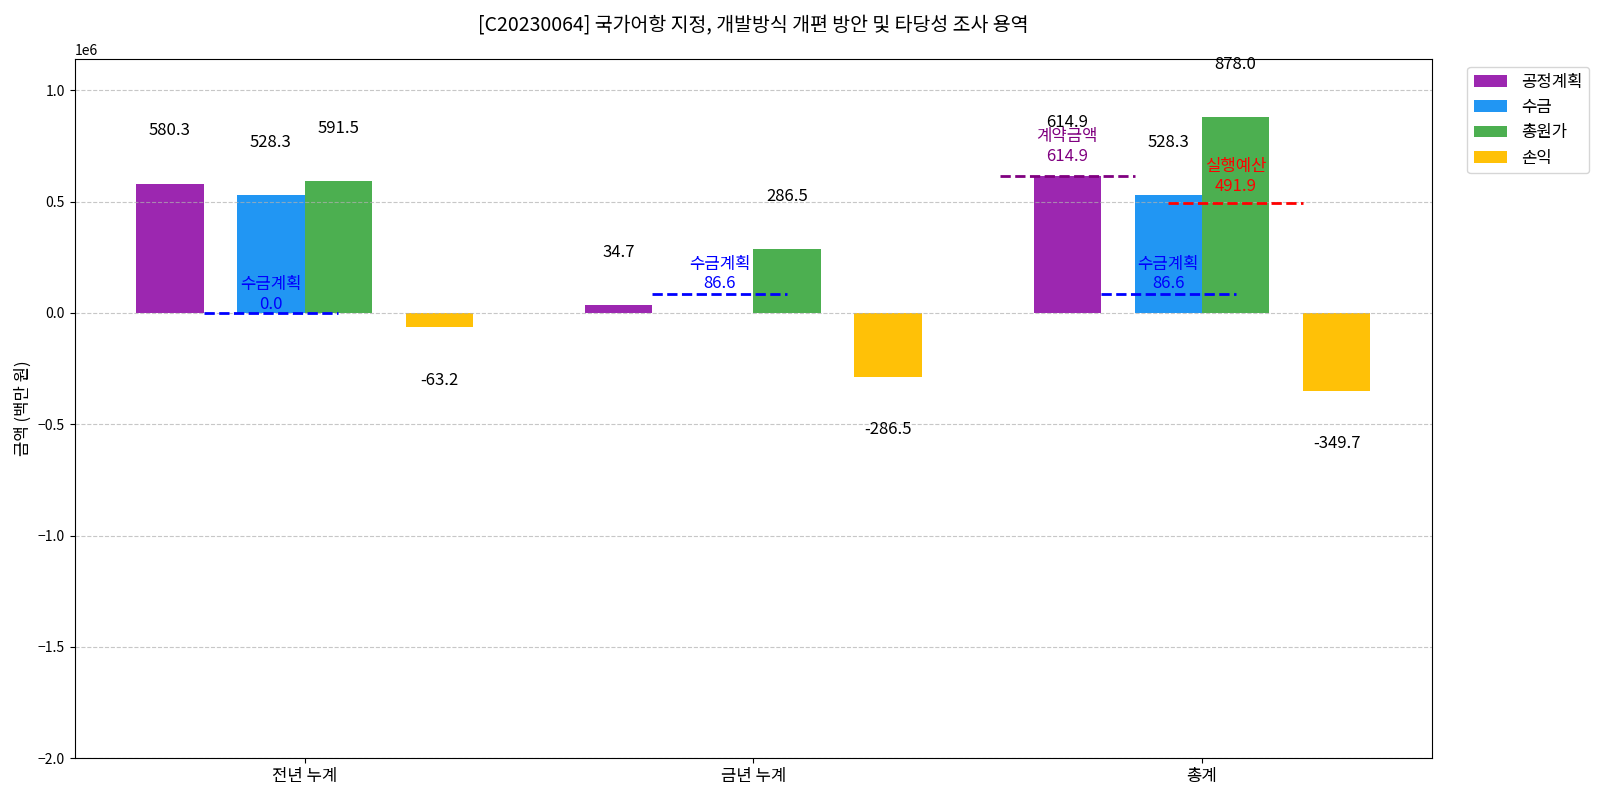 [C20230064] 국가어항 지정, 개발방식 개편 방안 및 타당성 조사 용역
1e6
1.0
0.5
0.0
−0.5
−1.0
−1.5
−2.0
금액 (백만 원)
580.3
528.3
591.5
수금계획
0.0
-63.2
34.7
수금계획
86.6
286.5
-286.5
614.9
계약금액
614.9
528.3
수금계획
86.6
878.0
실행예산
491.9
-349.7
전년 누계
금년 누계
총계
공정계획
수금
총원가
손익